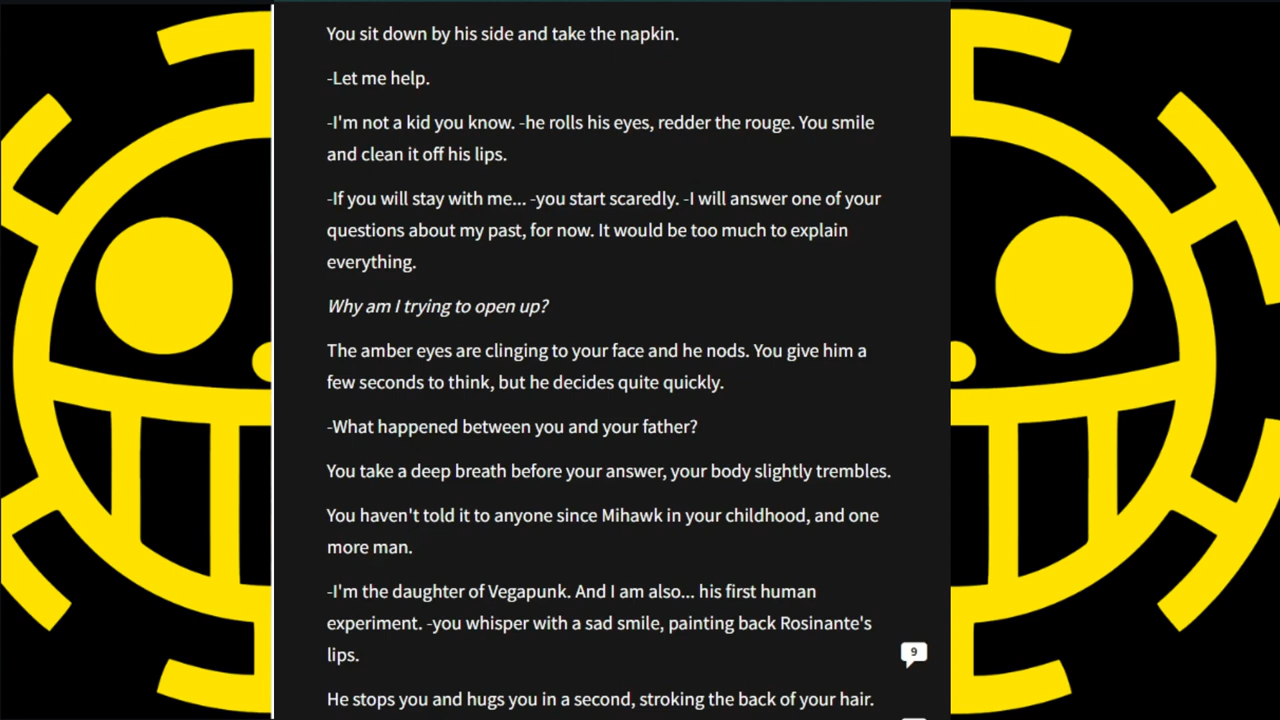 You sit down by his side and take the napkin.
-Let me help.
-I'm not a kid you know. -he rolls his eyes, redder the rouge. You smile
and clean it off his lips.
-If you will stay with me... -you start scaredly. -I will answer one of your
questions about my past, for now. It would be too much to explain
everything.
Why am I trying to open up?
The amber eyes are clinging to your face and he nods. You give him a
few seconds to think, but he decides quite quickly.
-What happened between you and your father?
You take a deep breath before your answer, your body slightly trembles.
You haven't told it to anyone since Mihawk in your childhood, and one
more man.
-I'm the daughter of Vegapunk. And I am also... his first human
experiment. -you whisper with a sad smile, painting back Rosinante's
lips.
9
He stops you and hugs you in a second, stroking the back of your hair.